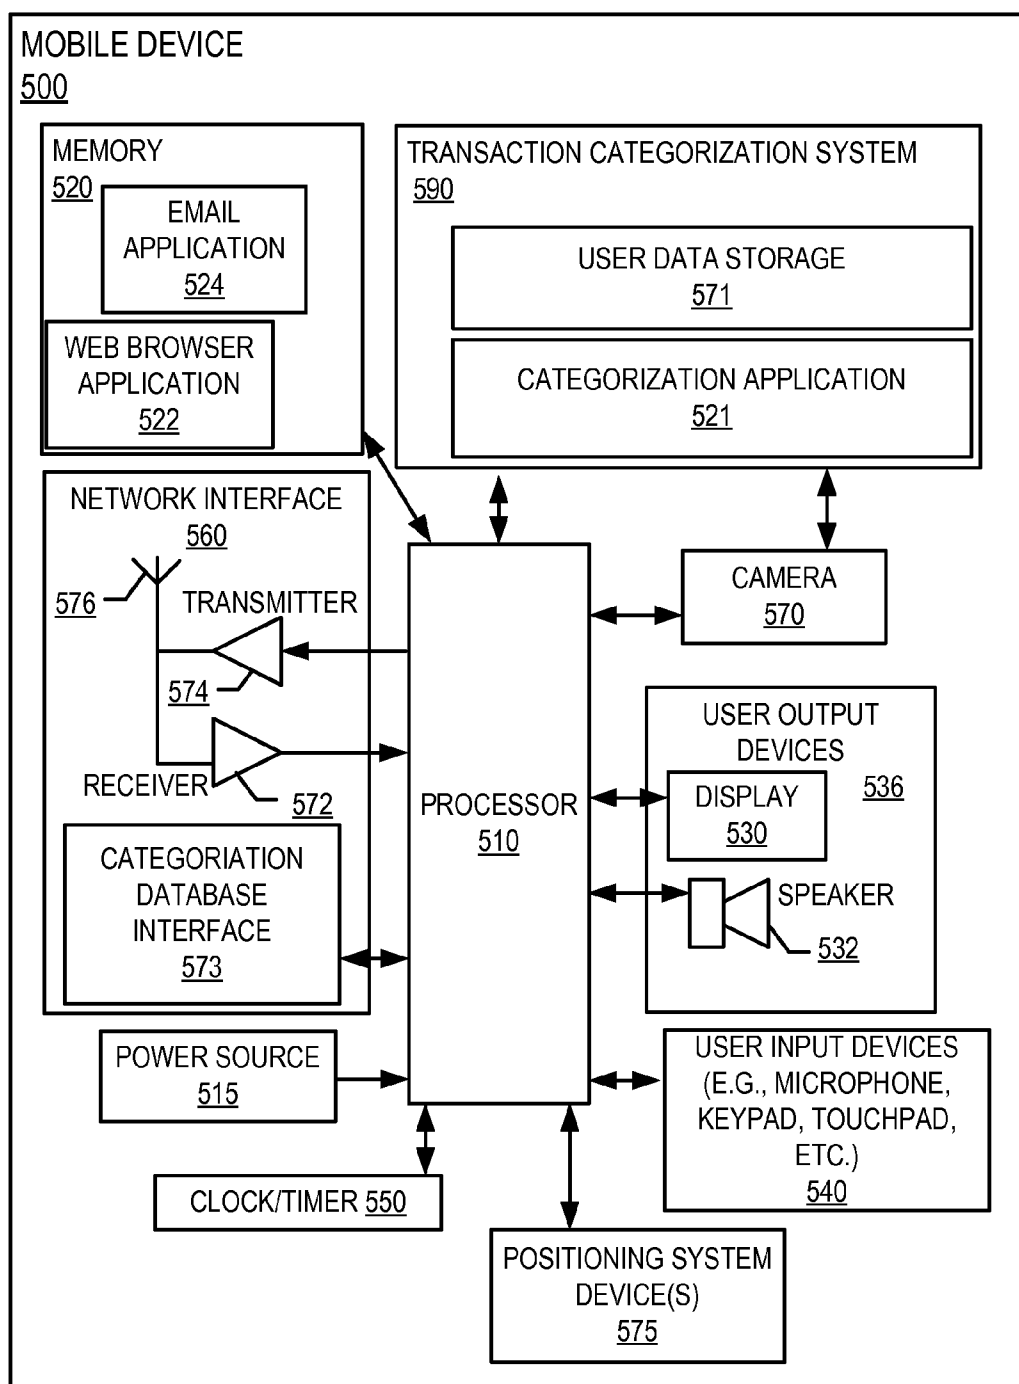 MOBILE DEVICE
500
MEMORY
520
EMAIL
APPLICATION
524
WEB BROWSER
APPLICATION
522
TRANSACTION CATEGORIZATION SYSTEM
590
USER DATA STORAGE
571
CATEGORIZATION APPLICATION
521
NETWORK INTERFACE
560
576
TRANSMITTER
574
RECEIVER
572
CATEGORIATION
DATABASE
INTERFACE
573
PROCESSOR
510
CAMERA
570
USER OUTPUT
DEVICES
536
DISPLAY
530
SPEAKER
532
POWER SOURCE
515
USER INPUT DEVICES
(E.G., MICROPHONE,
KEYPAD, TOUCHPAD,
ETC.)
540
CLOCK/TIMER 550
POSITIONING SYSTEM
DEVICE(S)
575